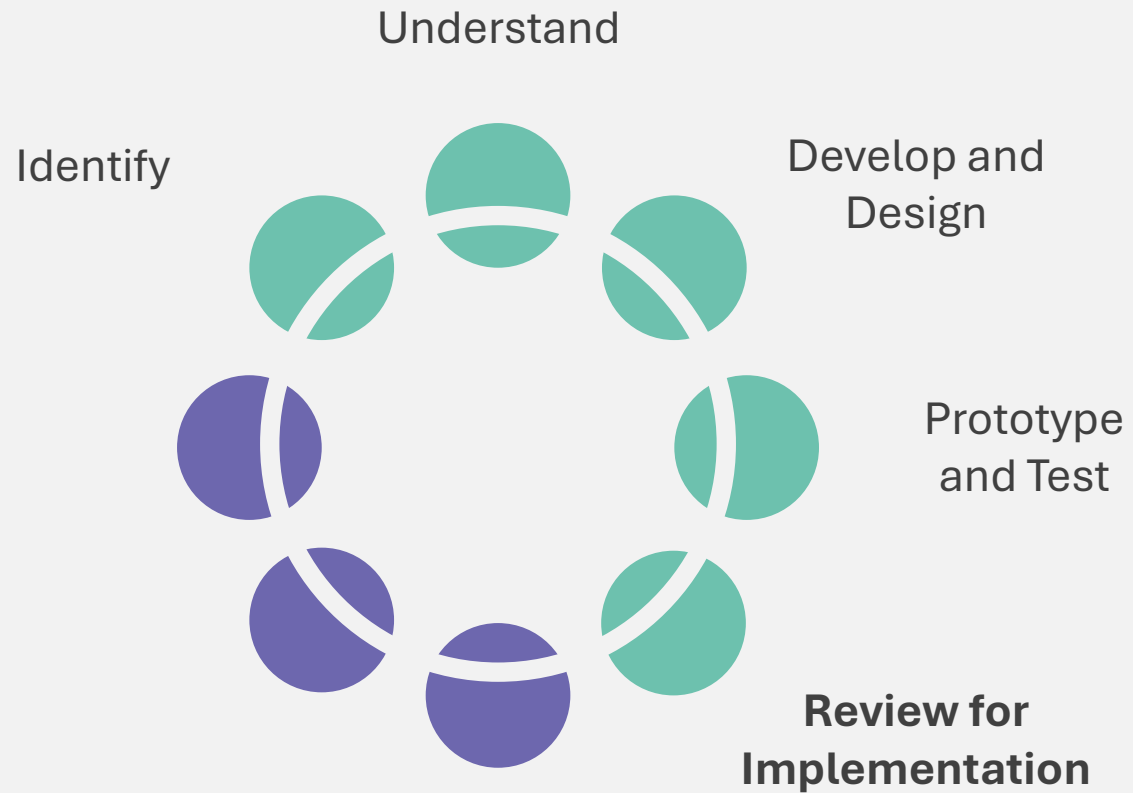 Understand
Identify
Develop and
Design
Prototype
and Test
Review for
Implementation